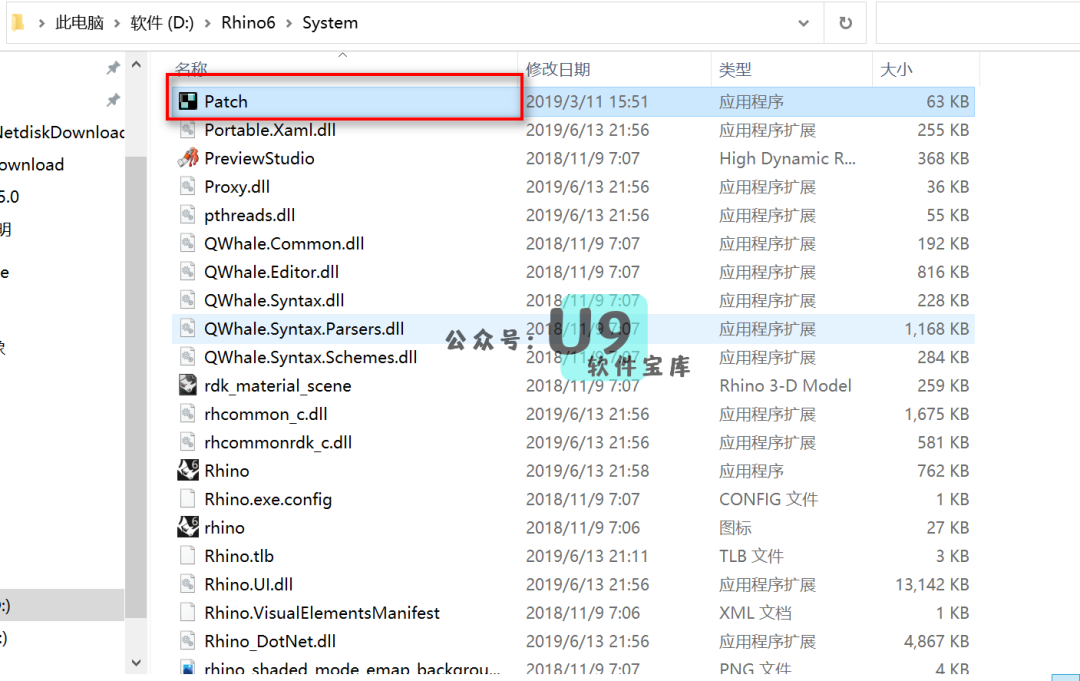 此电脑 › 软件 (D:) › Rhino6 › System
名称 修改日期 类型 大小
Patch 2019/3/11 15:51 应用程序 63 KB
NetdiskDownload
Portable.Xaml.dll 2019/6/13 21:56 应用程序扩展 255 KB
ownload
PreviewStudio 2018/11/9 7:07 High Dynamic R... 368 KB
5.0
Proxy.dll 2019/6/13 21:56 应用程序扩展 36 KB
明
pthreads.dll 2019/6/13 21:56 应用程序扩展 55 KB
QWhale.Common.dll 2018/11/9 7:07 应用程序扩展 192 KB
e
QWhale.Editor.dll 2018/11/9 7:07 应用程序扩展 816 KB
QWhale.Syntax.dll 2018/11/9 7:07 应用程序扩展 228 KB
QWhale.Syntax.Parsers.dll 2018/11/9 7:07 应用程序扩展 1,168 KB
公众号: U9
软件宝库
QWhale.Syntax.Schemes.dll 2018/11/9 7:07 应用程序扩展 284 KB
rdk_material_scene 2018/11/9 7:07 Rhino 3-D Model 259 KB
rhcommon_c.dll 2019/6/13 21:56 应用程序扩展 1,675 KB
rhcommonrdk_c.dll 2019/6/13 21:56 应用程序扩展 581 KB
Rhino 2019/6/13 21:58 应用程序 762 KB
Rhino.exe.config 2018/11/9 7:07 CONFIG 文件 1 KB
rhino 2018/11/9 7:06 图标 27 KB
Rhino.tlb 2019/6/13 21:11 TLB 文件 3 KB
Rhino.UI.dll 2019/6/13 21:56 应用程序扩展 13,142 KB
:)
Rhino.VisualElementsManifest 2018/11/9 7:06 XML 文档 1 KB
:)
Rhino_DotNet.dll 2019/6/13 21:56 应用程序扩展 4,867 KB
rhino_shaded_mode_emap_backgrou... 2018/11/9 7:07 PNG 文件 4 KB